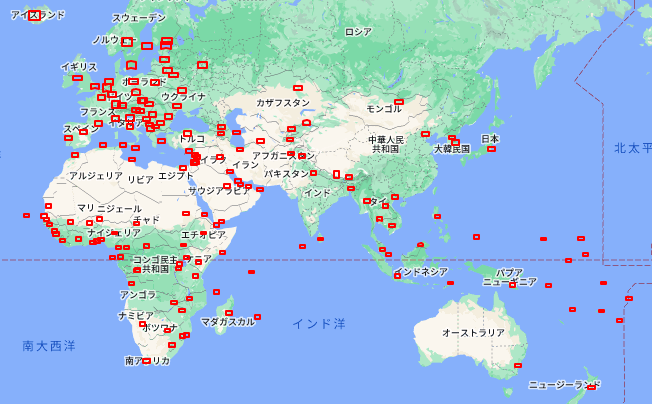 アイスランド
スウェーデン
ロシア
ノルウェー
イギリス
ポーランド
ウクライナ
カザフスタン
モンゴル
フランス
スペイン
トルコ
中華人民
共和国
大韓民国
日本
北太平
イラク
イラン
アフガニスタン
パキスタン
アルジェリア
リビア
エジプト
サウジアラビア
インド
タイ
マリ
ニジェール
チャド
ナイジェリア
エチオピア
コンゴ民主
共和国
ケニア
インドネシア
パプア
ニューギニア
アンゴラ
ナミビア
ボツワナ
マダガスカル
インド洋
オーストラリア
南大西洋
南アフリカ
ニュージーランド